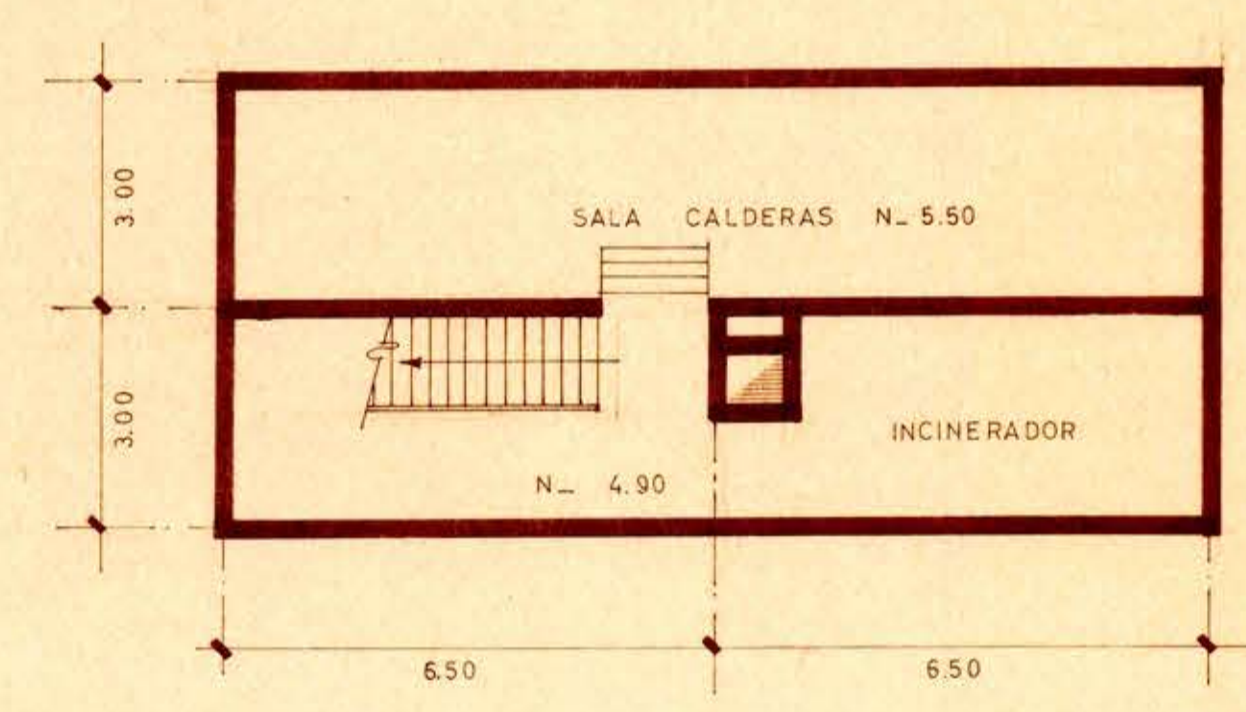 3.00
SALA CALDERAS N_ 5.50
3.00
INCINERADOR
N_ 4.90
6.50
6.50